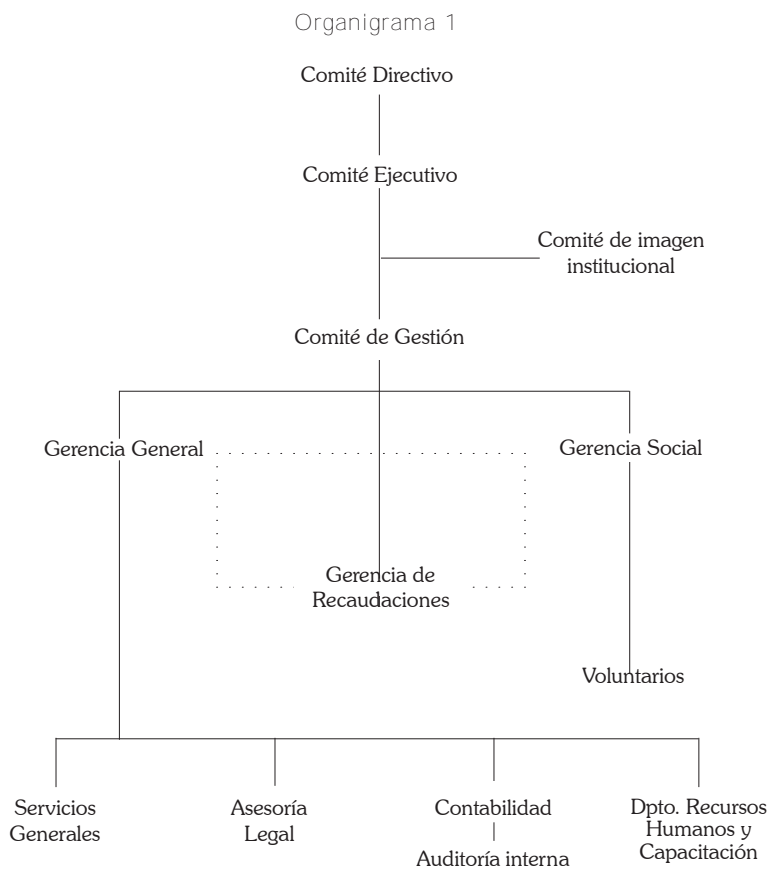 Organigrama 1
Comité Directivo
Comité Ejecutivo
Comité de imagen
institucional
Comité de Gestión
Gerencia General
Gerencia Social
Gerencia de
Recaudaciones
Voluntarios
Servicios
Generales
Asesoría
Legal
Contabilidad
Auditoría interna
Dpto. Recursos
Humanos y
Capacitación